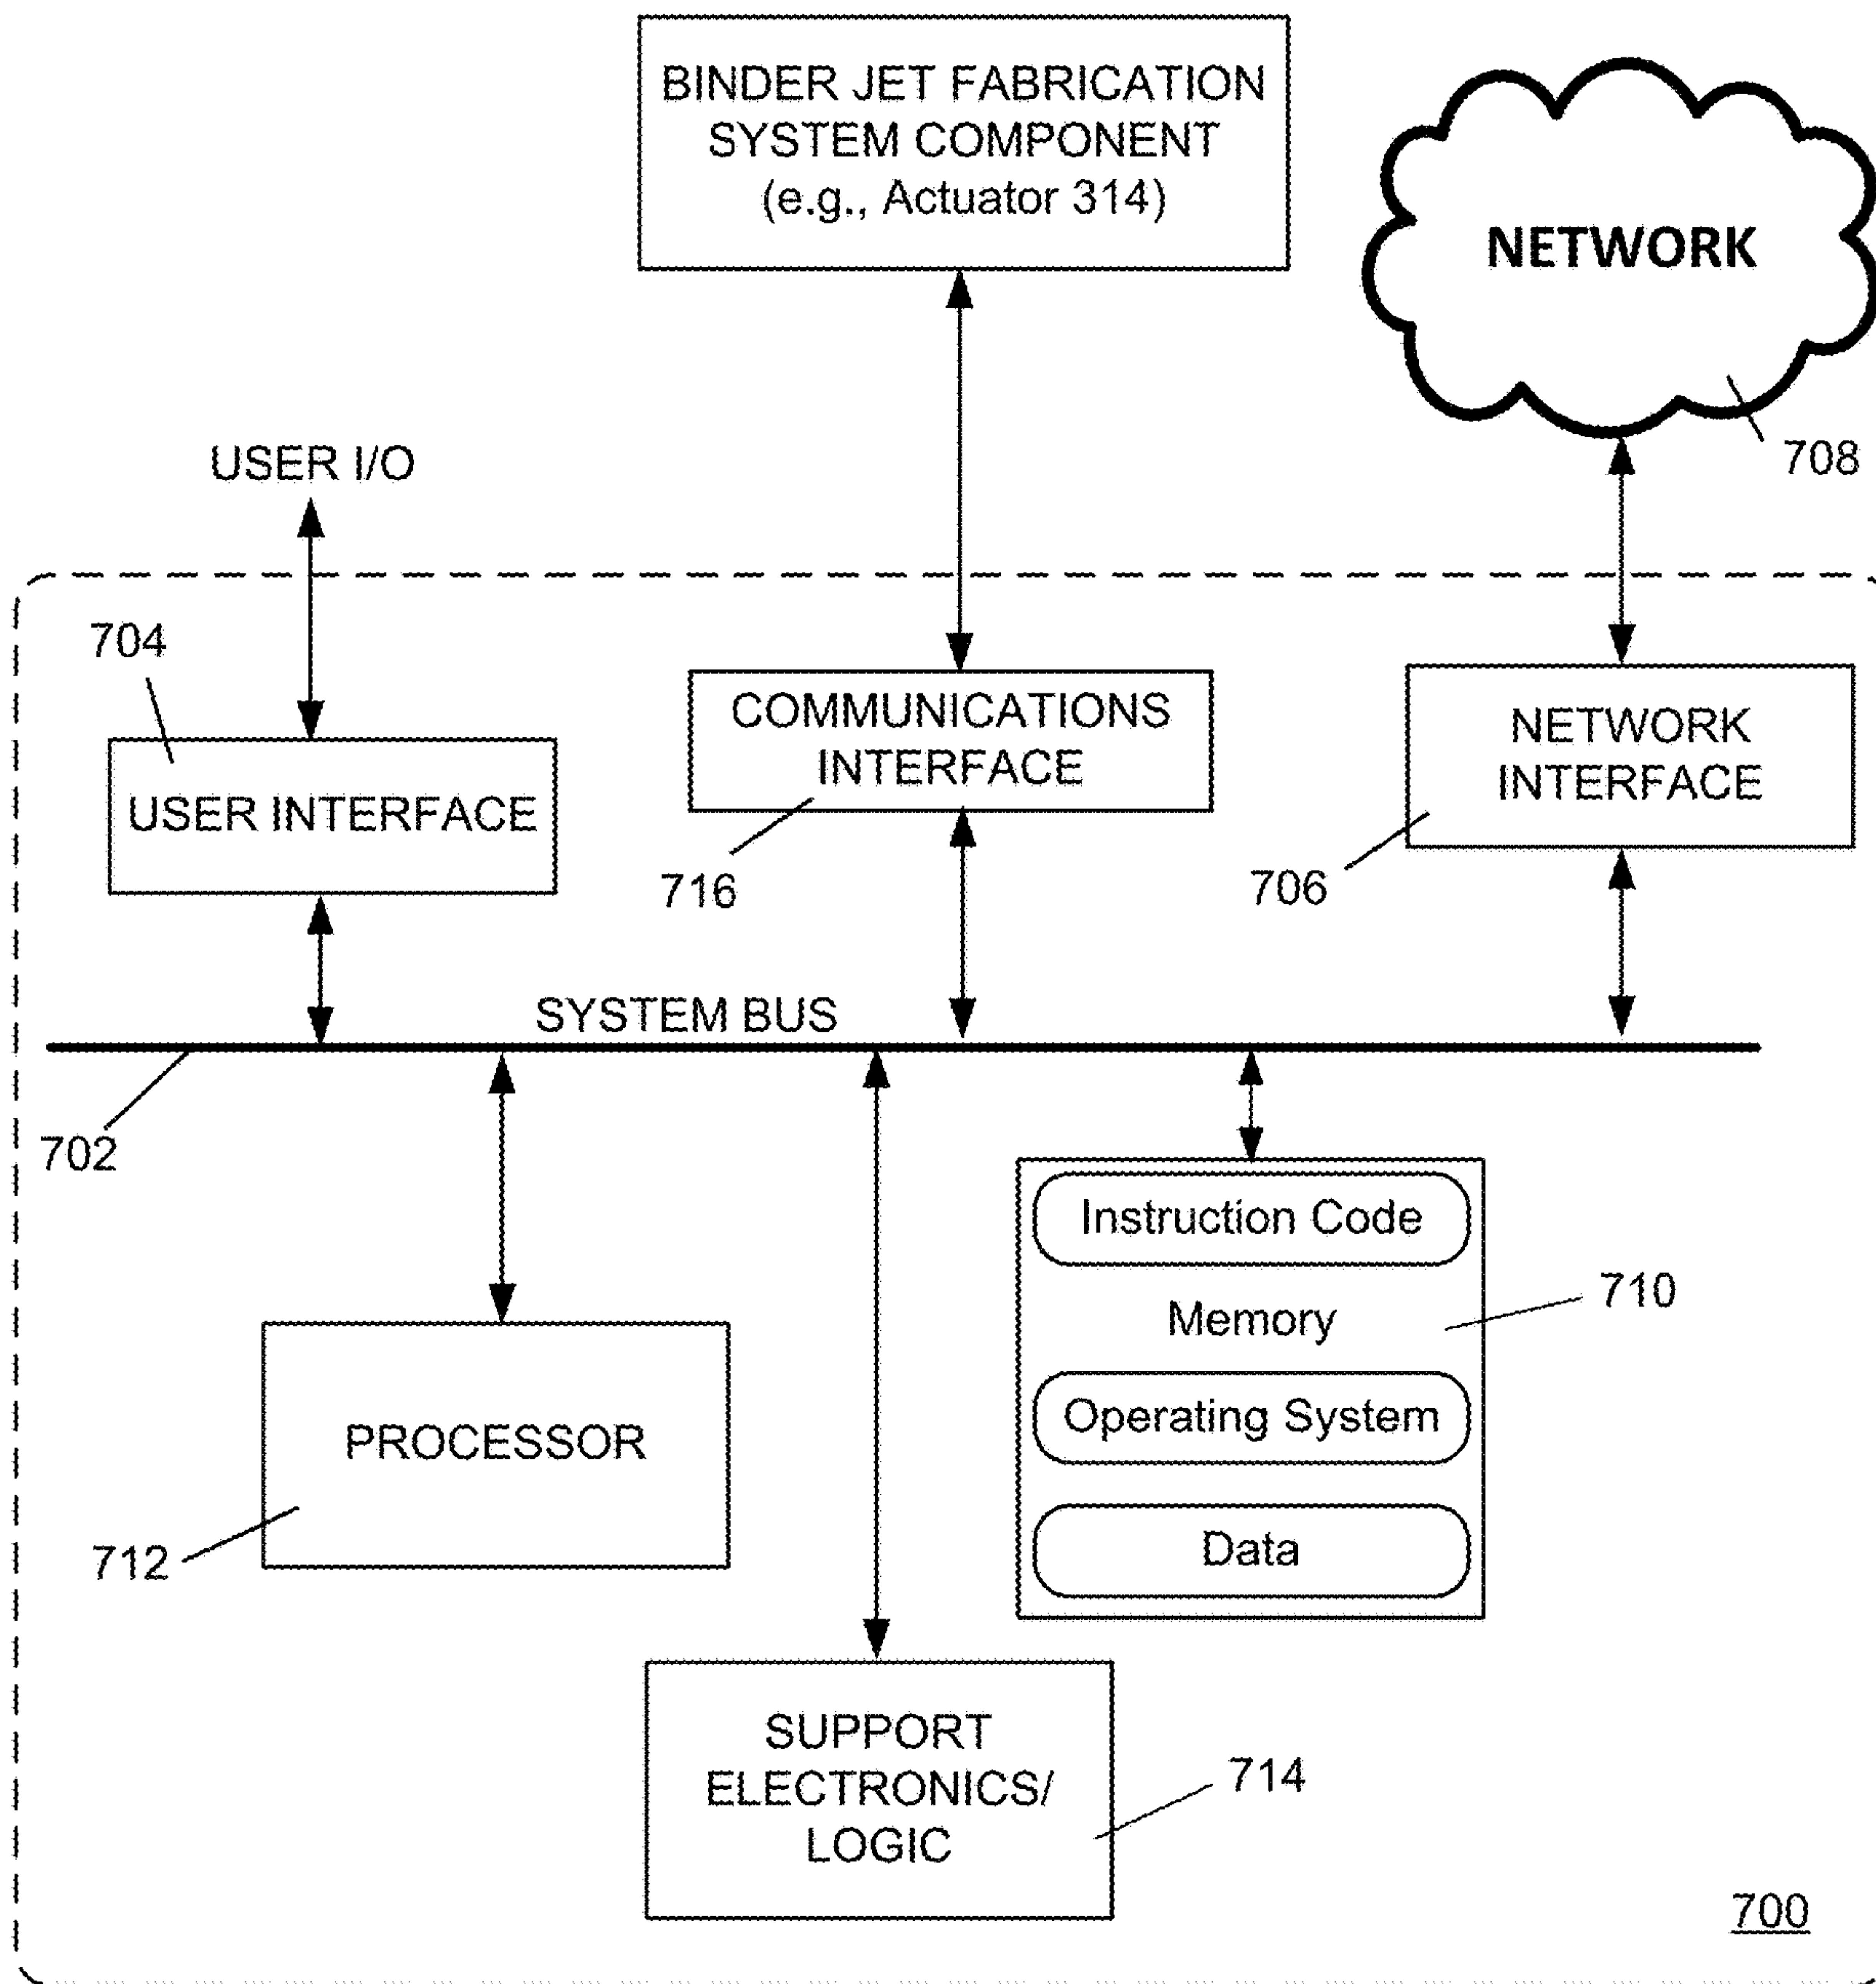 BINDER JET FABRICATION
SYSTEM COMPONENT
(e.g., Actuator 314)
NETWORK
708
USER I/O
704
USER INTERFACE
COMMUNICATIONS
INTERFACE
716
NETWORK
INTERFACE
706
SYSTEM BUS
702
PROCESSOR
712
Instruction Code
Memory
710
Operating System
Data
SUPPORT
ELECTRONICS/
LOGIC
714
700